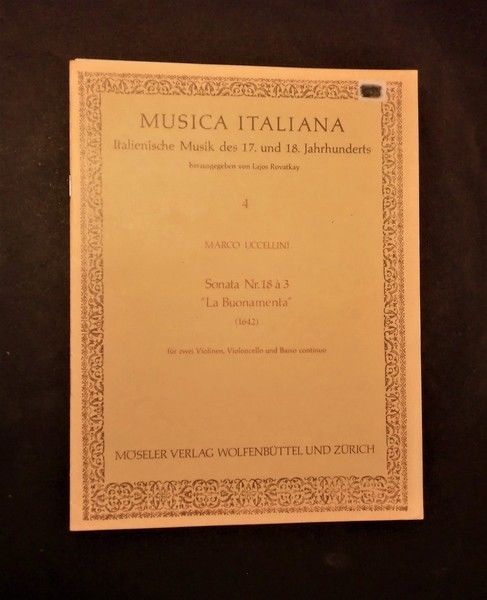 MUSICA ITALIANA
Italienische Musik des 17. und 18. Jahrhunderts
herausgegeben von Lajos Rovatkay
4
MARCO UCCELLINI
Sonata Nr. 18 à 3
"La Buonamenta"
(1642)
für zwei Violinen, Violoncello und Basso continuo
MÖSELER VERLAG WOLFENBÜTTEL UND ZÜRICH